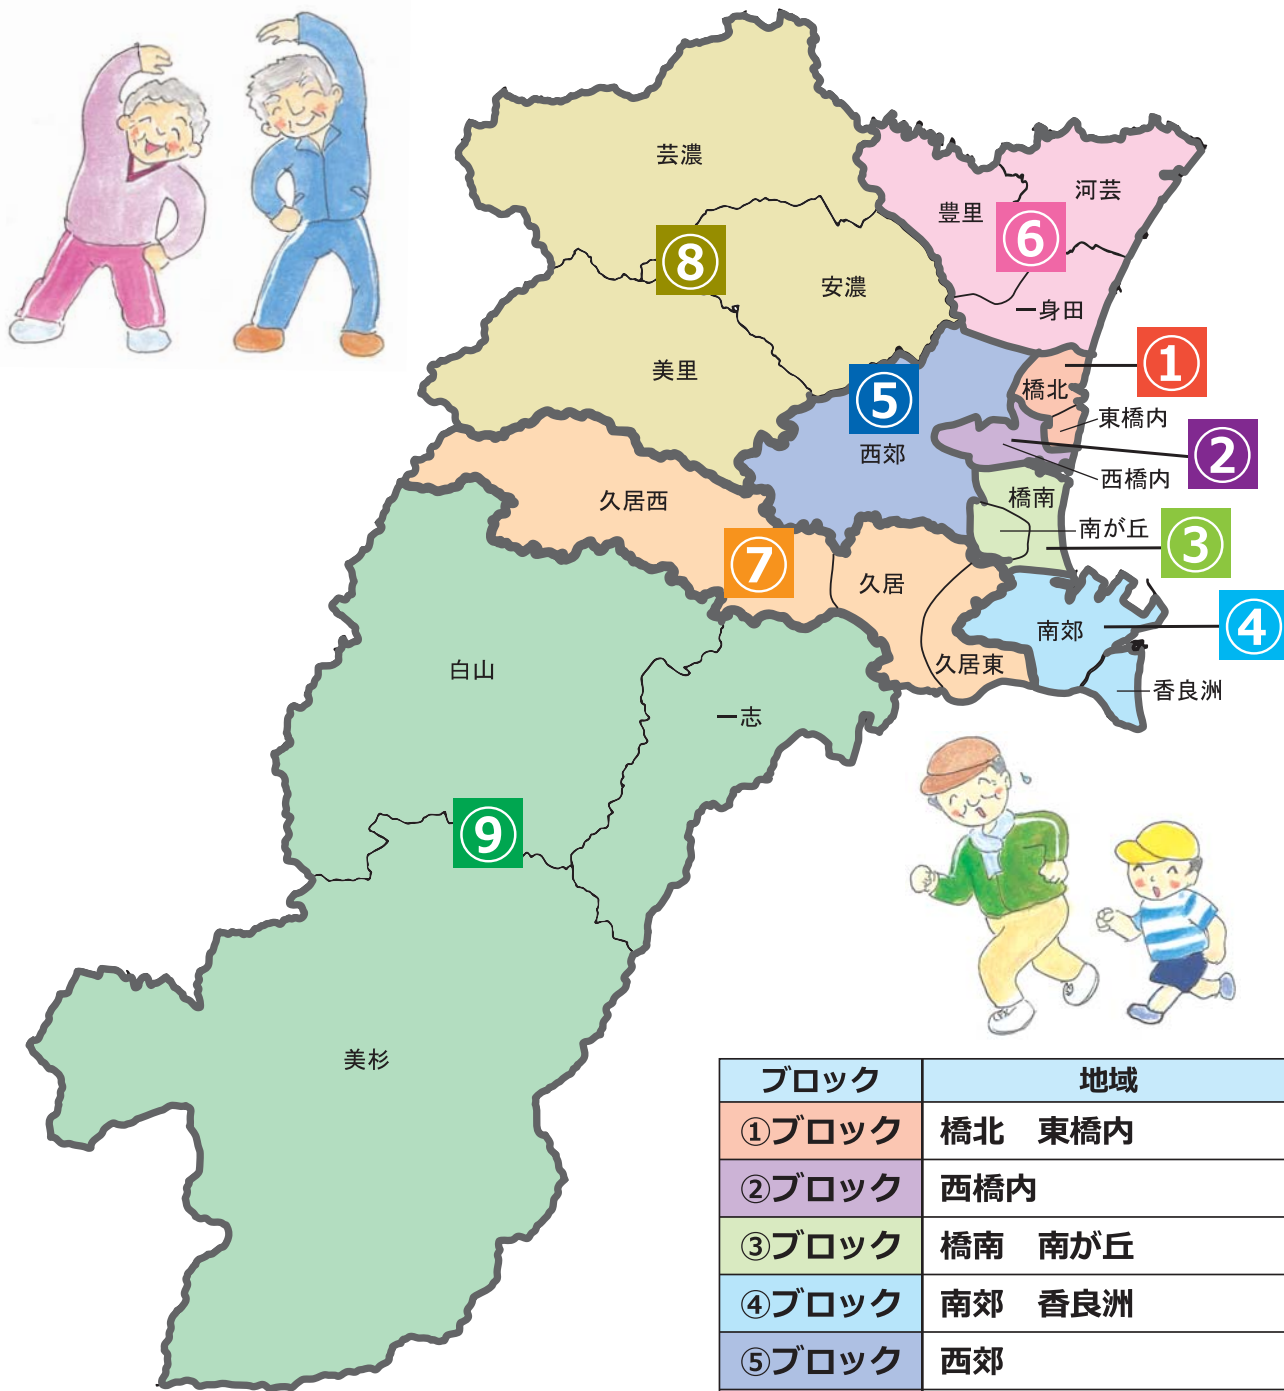 芸濃
豊里
河芸
⑥
⑧
安濃
一身田
美里
①
⑤
橋北
東橋内
西郊
②
西橋内
橋南
久居西
南が丘
③
⑦
久居
南郊
④
久居東
白山
香良洲
一志
⑨
美杉
ブロック 地域
①ブロック 橋北　東橋内
②ブロック 西橋内
③ブロック 橋南　南が丘
④ブロック 南郊　香良洲
⑤ブロック 西郊